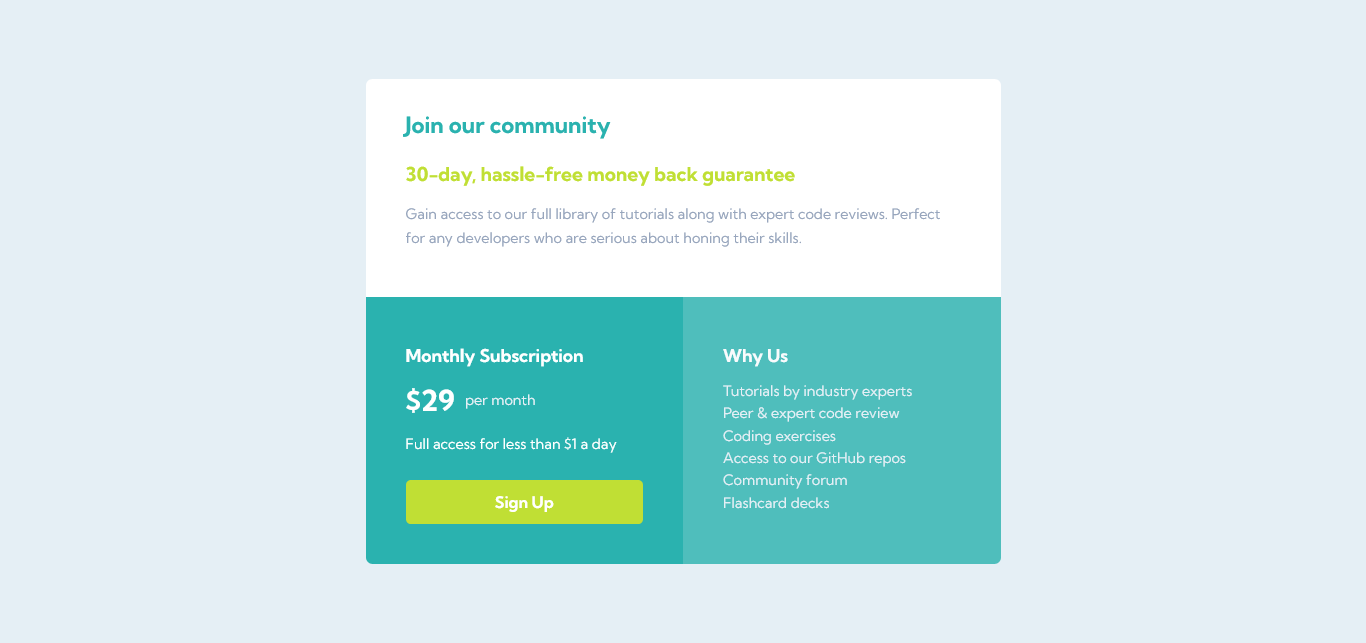 Join our community
30-day, hassle-free money back guarantee
Gain access to our full library of tutorials along with expert code reviews. Perfect
for any developers who are serious about honing their skills.
Monthly Subscription
$29 per month
Full access for less than $1 a day
Sign Up
Why Us
Tutorials by industry experts
Peer & expert code review
Coding exercises
Access to our GitHub repos
Community forum
Flashcard decks